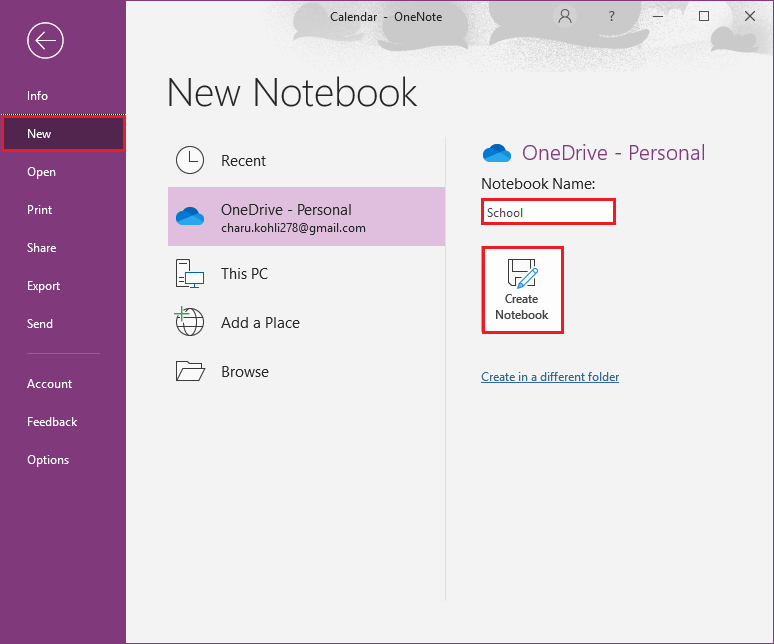 Calendar - OneNote
?
Info
New
Open
Print
Share
Export
Send
Account
Feedback
Options
New Notebook
Recent
OneDrive - Personal
charu.kohli278@gmail.com
This PC
Add a Place
Browse
OneDrive - Personal
Notebook Name:
School
Create
Notebook
Create in a different folder